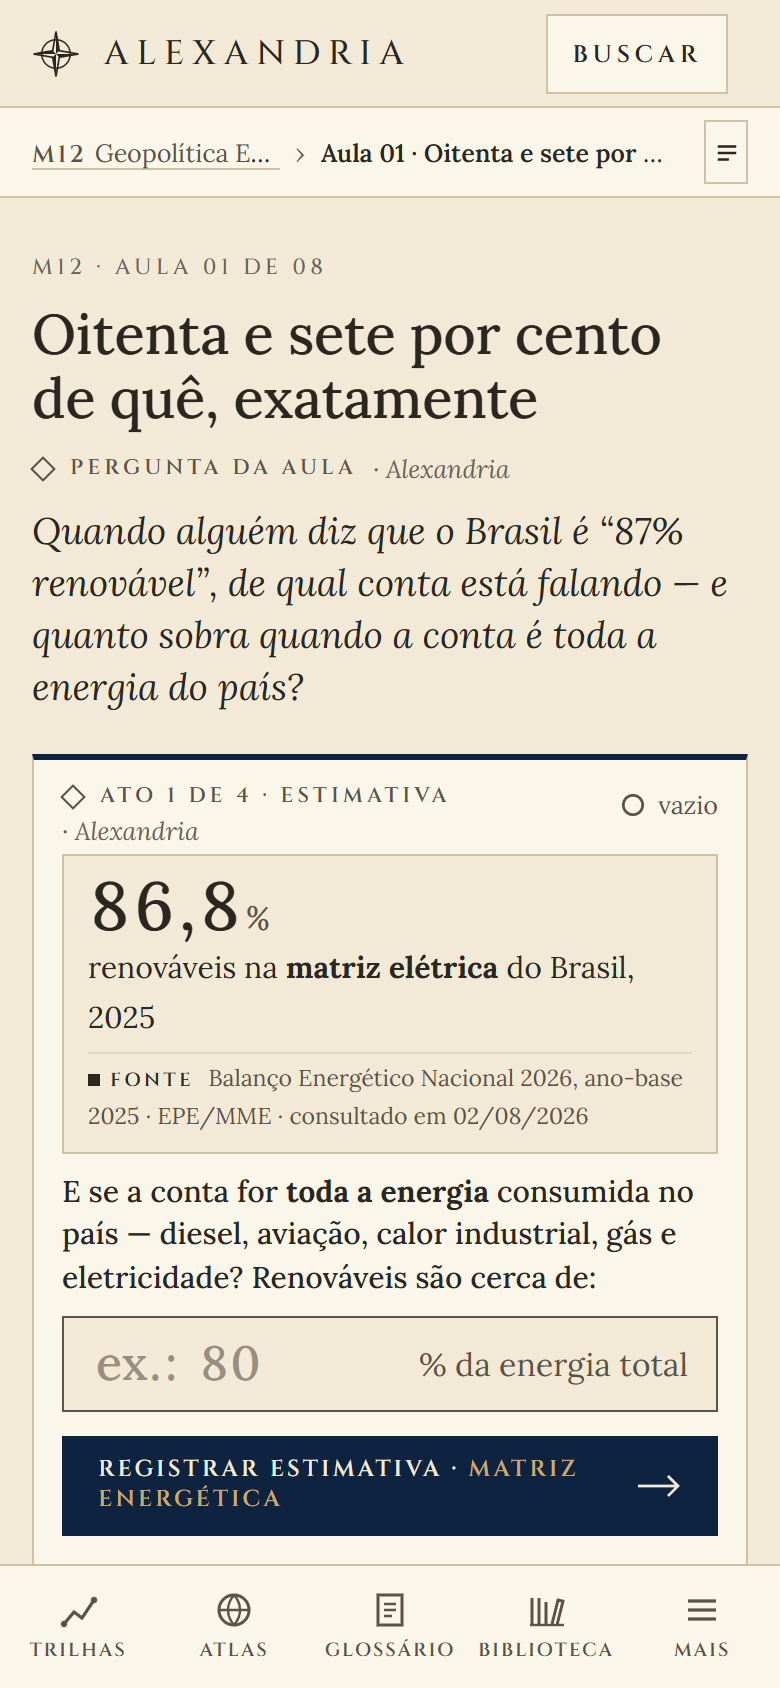 ALEXANDRIA
BUSCAR
M12 Geopolítica E... › Aula 01 · Oitenta e sete por ...
M12 · AULA 01 DE 08
Oitenta e sete por cento
de quê, exatamente
PERGUNTA DA AULA · Alexandria
Quando alguém diz que o Brasil é “87%
renovável”, de qual conta está falando — e
quanto sobra quando a conta é toda a
energia do país?
ATO 1 DE 4 · ESTIMATIVA
· Alexandria
vazio
86,8 %
renováveis na matriz elétrica do Brasil,
2025
FONTE Balanço Energético Nacional 2026, ano-base
2025 · EPE/MME · consultado em 02/08/2026
E se a conta for toda a energia consumida no
país — diesel, aviação, calor industrial, gás e
eletricidade? Renováveis são cerca de:
ex.: 80 % da energia total
REGISTRAR ESTIMATIVA · MATRIZ
ENERGÉTICA
TRILHAS ATLAS GLOSSÁRIO BIBLIOTECA MAIS